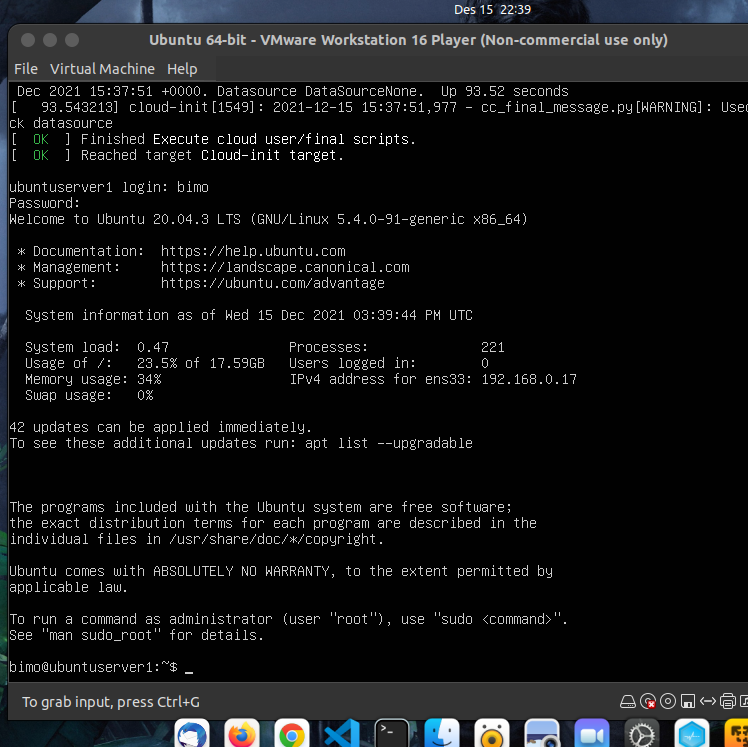 Des 15 22:39
Ubuntu 64-bit - VMware Workstation 16 Player (Non-commercial use only)
File Virtual Machine Help
Dec 2021 15:37:51 +0000. Datasource DataSourceNone. Up 93.52 seconds
[ 93.543213] cloud-init[1549]: 2021-12-15 15:37:51,977 - cc_final_message.py[WARNING]: Used
ck datasource
[ OK ] Finished Execute cloud user/final scripts.
[ OK ] Reached target Cloud-init target.
ubuntuserver1 login: bimo
Password:
Welcome to Ubuntu 20.04.3 LTS (GNU/Linux 5.4.0-91-generic x86_64)
* Documentation: https://help.ubuntu.com
* Management: https://landscape.canonical.com
* Support: https://ubuntu.com/advantage
System information as of Wed 15 Dec 2021 03:39:44 PM UTC
System load: 0.47 Processes: 221
Usage of /: 23.5% of 17.59GB Users logged in: 0
Memory usage: 34% IPv4 address for ens33: 192.168.0.17
Swap usage: 0%
42 updates can be applied immediately.
To see these additional updates run: apt list --upgradable
The programs included with the Ubuntu system are free software;
the exact distribution terms for each program are described in the
individual files in /usr/share/doc/*/copyright.
Ubuntu comes with ABSOLUTELY NO WARRANTY, to the extent permitted by
applicable law.
To run a command as administrator (user "root"), use "sudo <command>".
See "man sudo_root" for details.
bimo@ubuntuserver1:~$ _
To grab input, press Ctrl+G